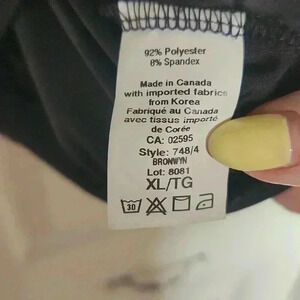 92% Polyester
8% Spandex
Made in Canada
with imported fabrics
from Korea
Fabriqué au Canada
avec tissus importé
de Corée
CA: 02595
Style: 748/4
BRONWYN
Lot: 8081
XL/TG
30